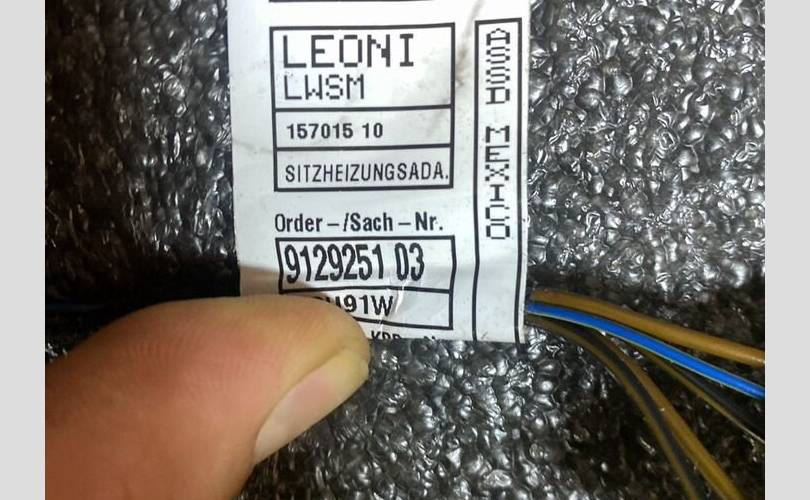 LEONI
LWSM
157015 10
SITZHEIZUNGSADA.
Order – /Sach – Nr.
9129251 03
ASSD MEXICO